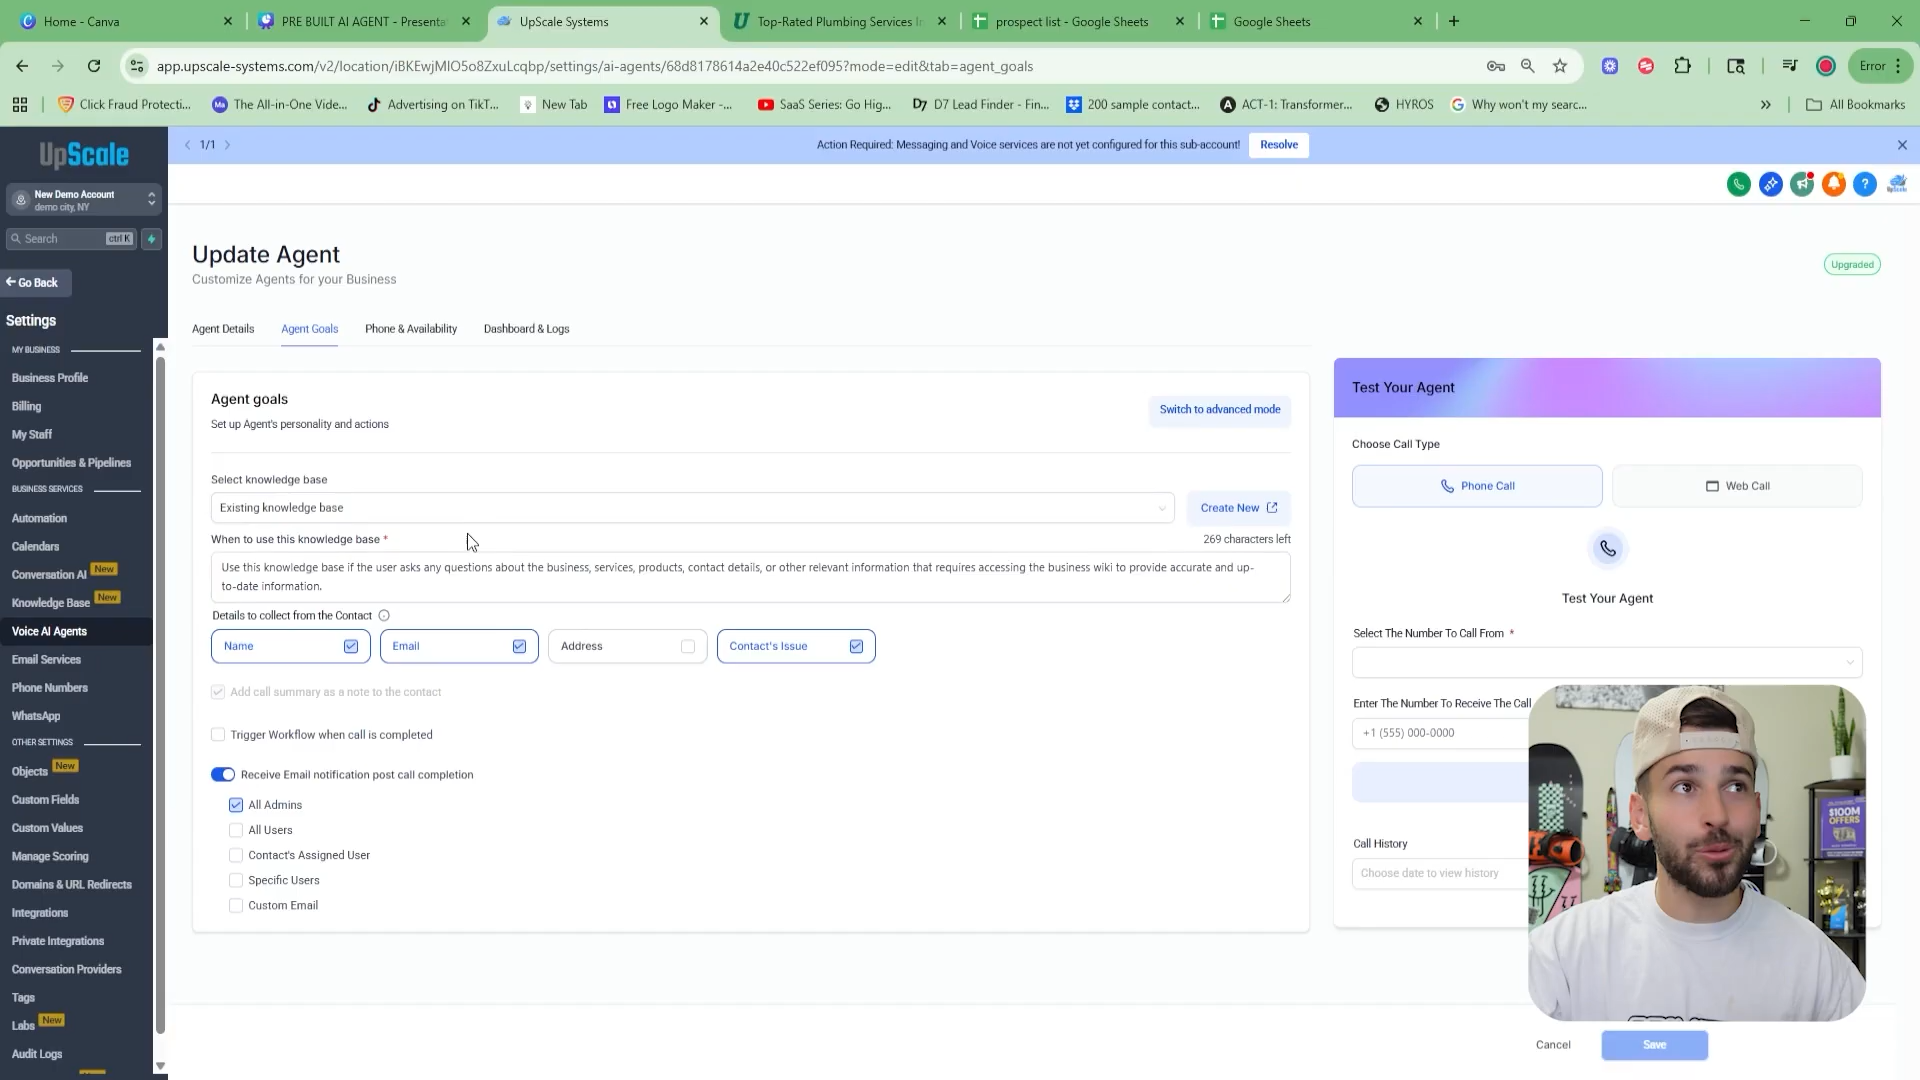 Home - Canva
PRE BUILT AI AGENT - Presenta
UpScale Systems
Top-Rated Plumbing Services I
prospect list - Google Sheets
Google Sheets
app.upscale-systems.com/v2/location/iBKEwjMlO5o8ZxuLcqbp/settings/ai-agents/68d8178614a2e40c522ef095?mode=edit&tab=agent_goals
Error
Click Fraud Protecti...
The All-in-One Vide...
Advertising on TikT...
New Tab
Free Logo Maker -...
SaaS Series: Go Hig...
D7 Lead Finder - Fin...
200 sample contact...
ACT-1: Transformer...
HYROS
Why won't my searc...
All Bookmarks
UpScale
1/1
Action Required: Messaging and Voice services are not yet configured for this sub-account!
Resolve
New Demo Account
demo city, NY
Search
ctrl K
Go Back
Settings
MY BUSINESS
Business Profile
Billing
My Staff
Opportunities & Pipelines
BUSINESS SERVICES
Automation
Calendars
Conversation AI New
Knowledge Base New
Voice AI Agents
Email Services
Phone Numbers
WhatsApp
OTHER SETTINGS
Objects New
Custom Fields
Custom Values
Manage Scoring
Domains & URL Redirects
Integrations
Private Integrations
Conversation Providers
Tags
Labs New
Audit Logs
Update Agent
Customize Agents for your Business
Upgraded
Agent Details
Agent Goals
Phone & Availability
Dashboard & Logs
Agent goals
Set up Agent's personality and actions
Switch to advanced mode
Select knowledge base
Existing knowledge base
Create New
When to use this knowledge base *
269 characters left
Use this knowledge base if the user asks any questions about the business, services, products, contact details, or other relevant information that requires accessing the business wiki to provide accurate and up-
to-date information.
Details to collect from the Contact
Name
Email
Address
Contact's Issue
Add call summary as a note to the contact
Trigger Workflow when call is completed
Receive Email notification post call completion
All Admins
All Users
Contact's Assigned User
Specific Users
Custom Email
Test Your Agent
Choose Call Type
Phone Call
Web Call
Test Your Agent
Select The Number To Call From *
Enter The Number To Receive The Call
+1 (555) 000-0000
Call History
Choose date to view history
$100M
OFFERS
Cancel
Save